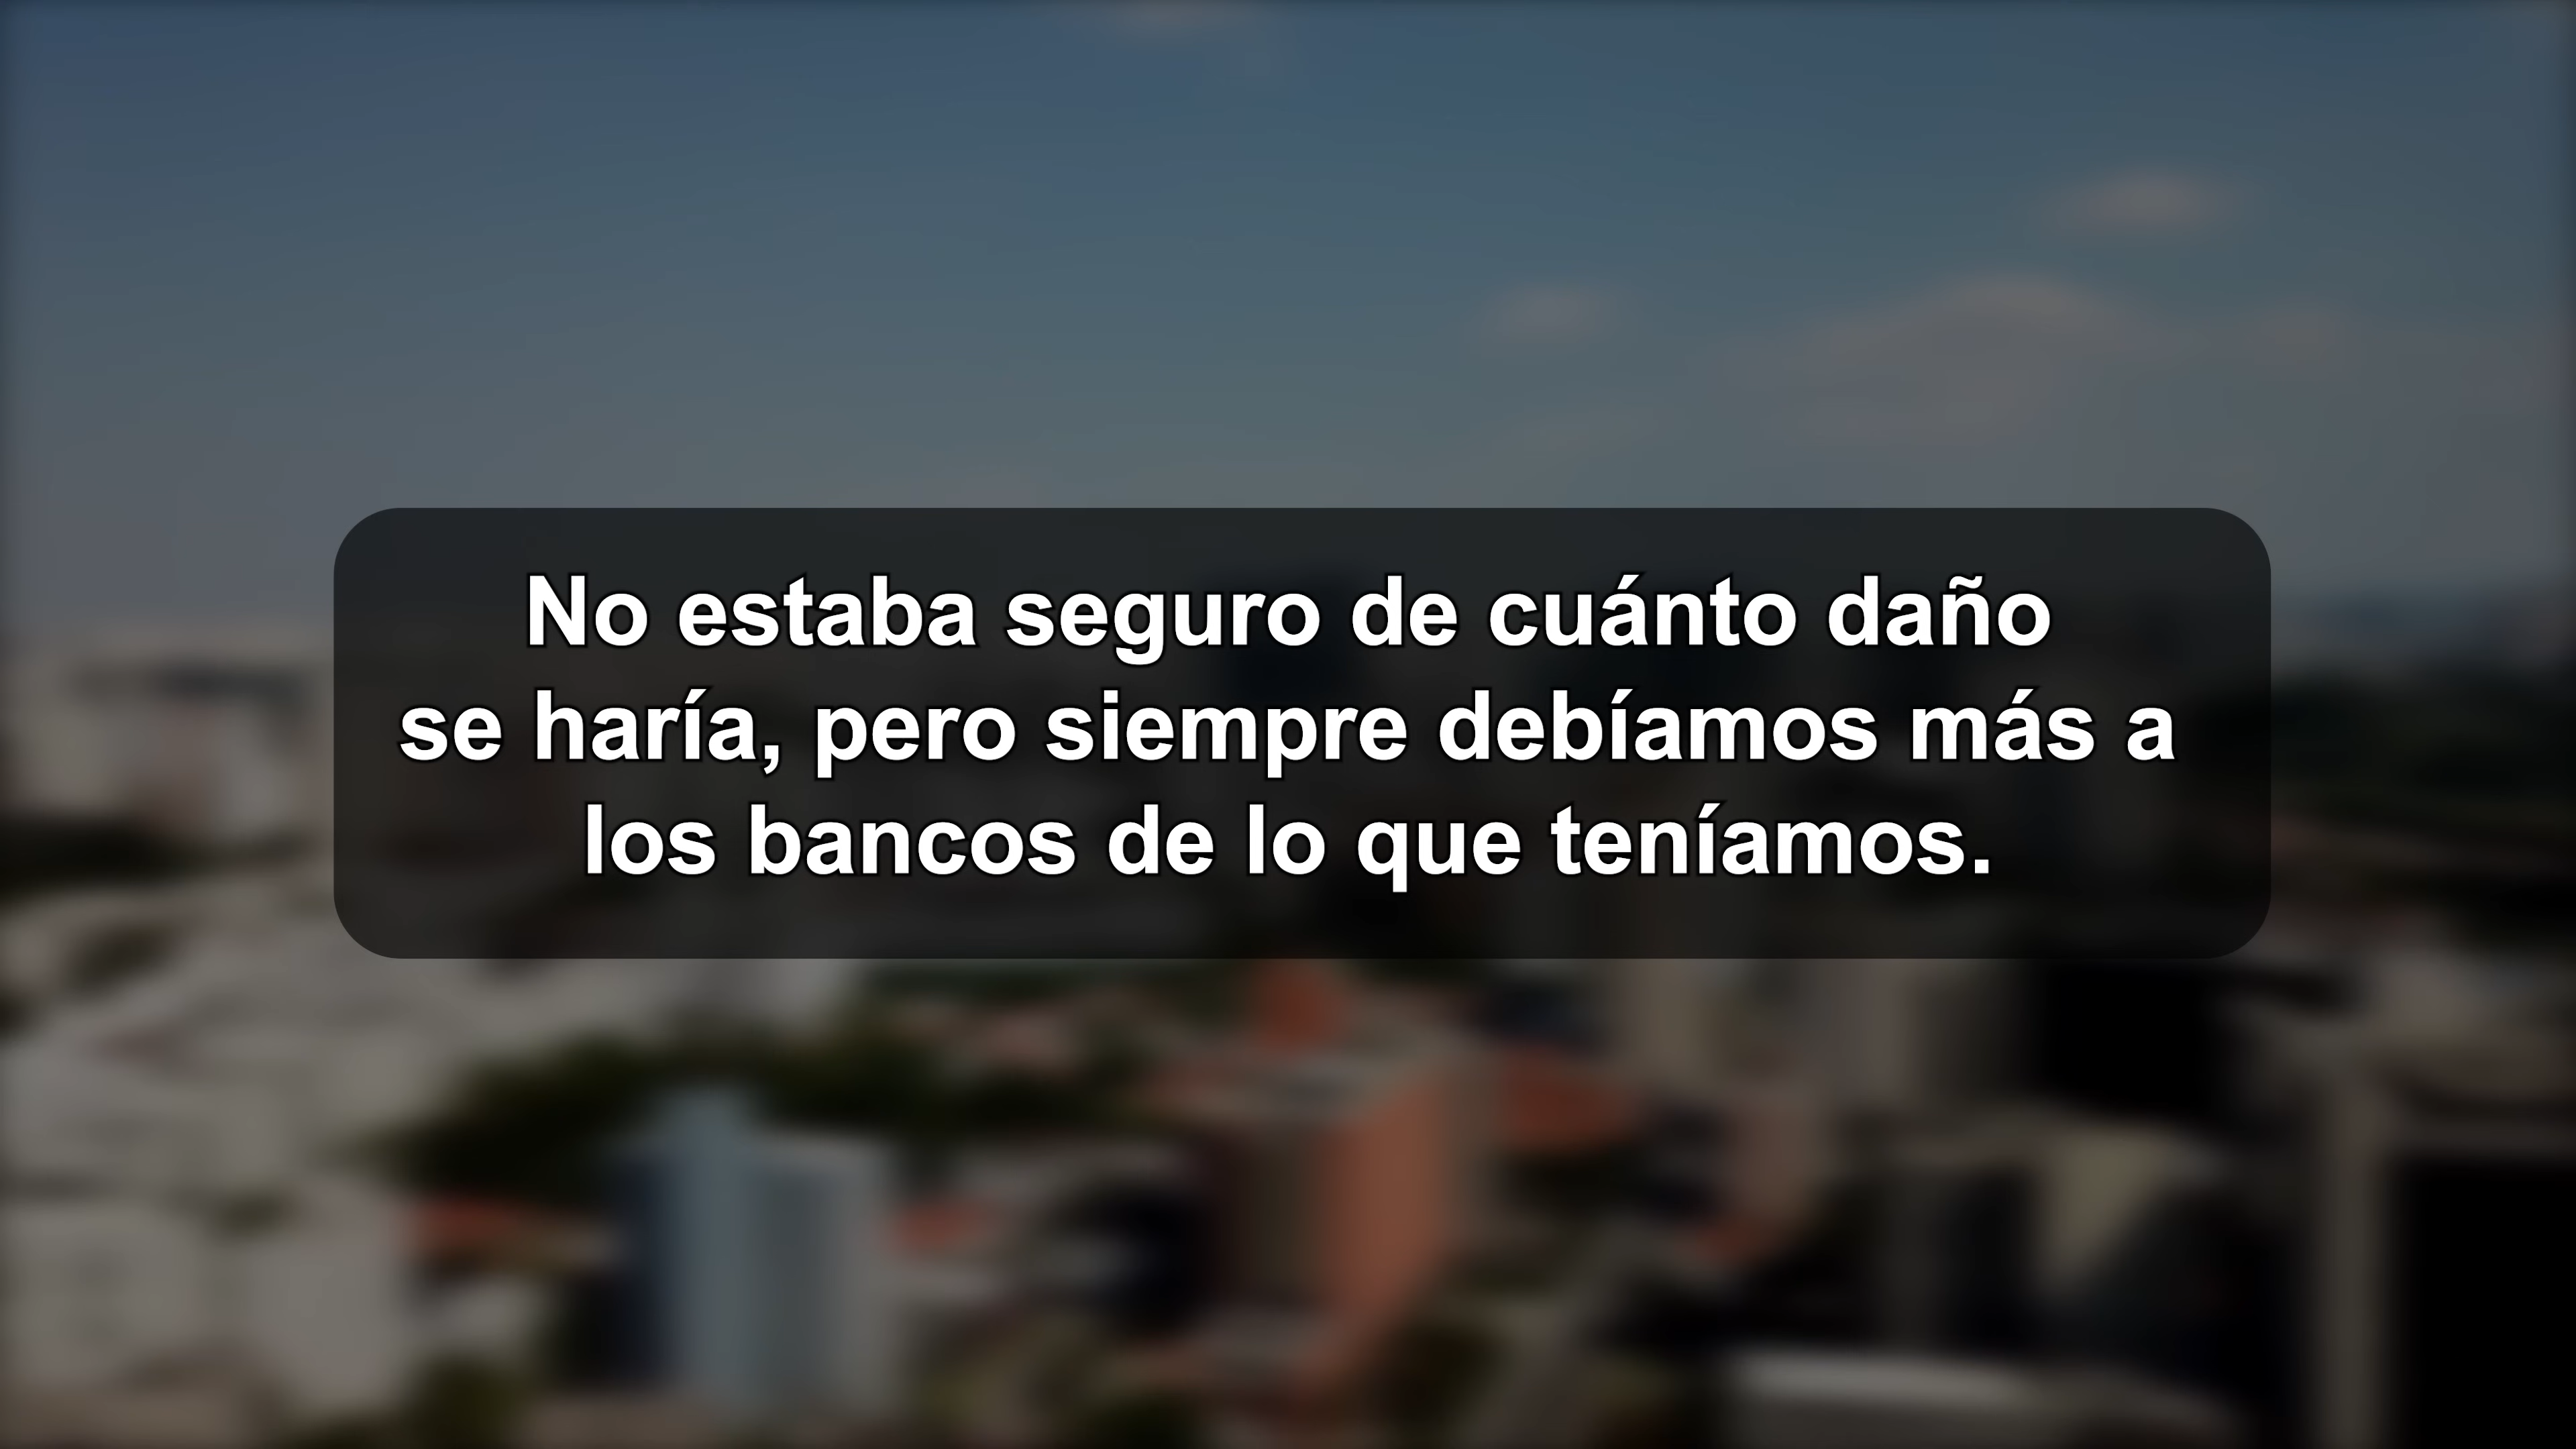 No estaba seguro de cuánto daño
se haría, pero siempre debíamos más a
los bancos de lo que teníamos.